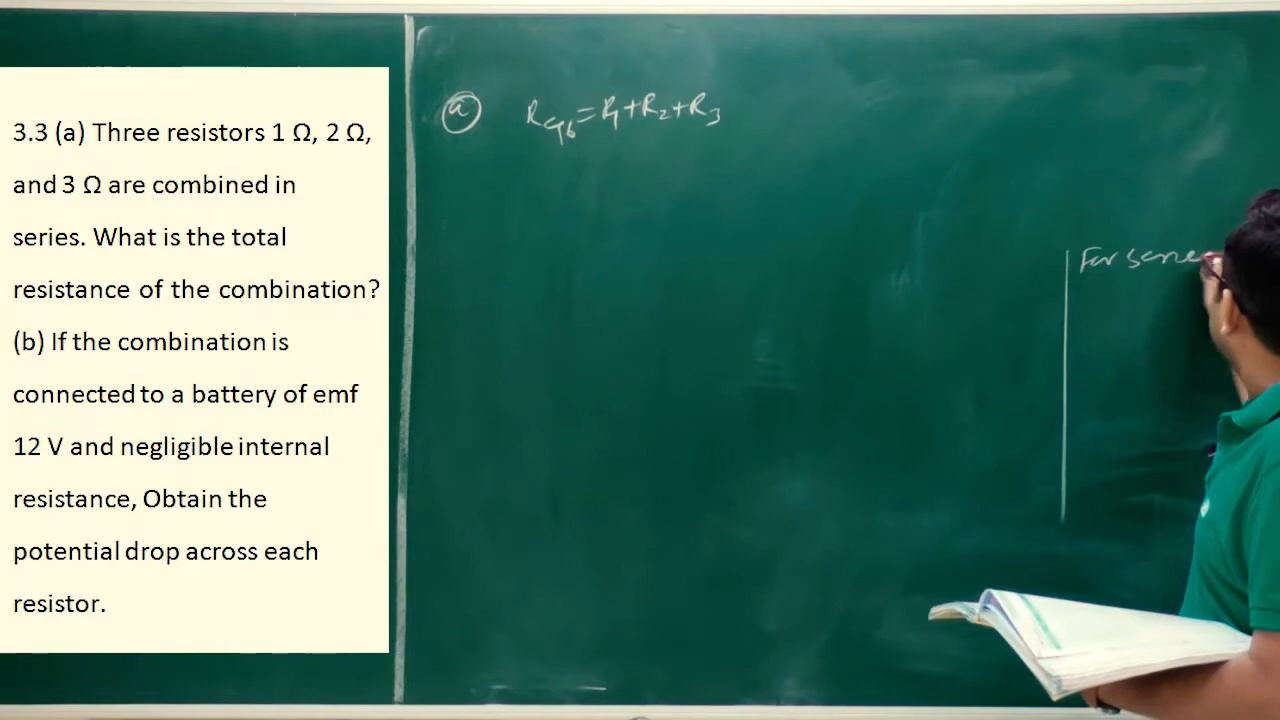 3.3 (a) Three resistors 1 Ω, 2 Ω,
and 3 Ω are combined in
series. What is the total
resistance of the combination?
(b) If the combination is
connected to a battery of emf
12 V and negligible internal
resistance, Obtain the
potential drop across each
resistor.
(a) R = R1+R2+R3
For